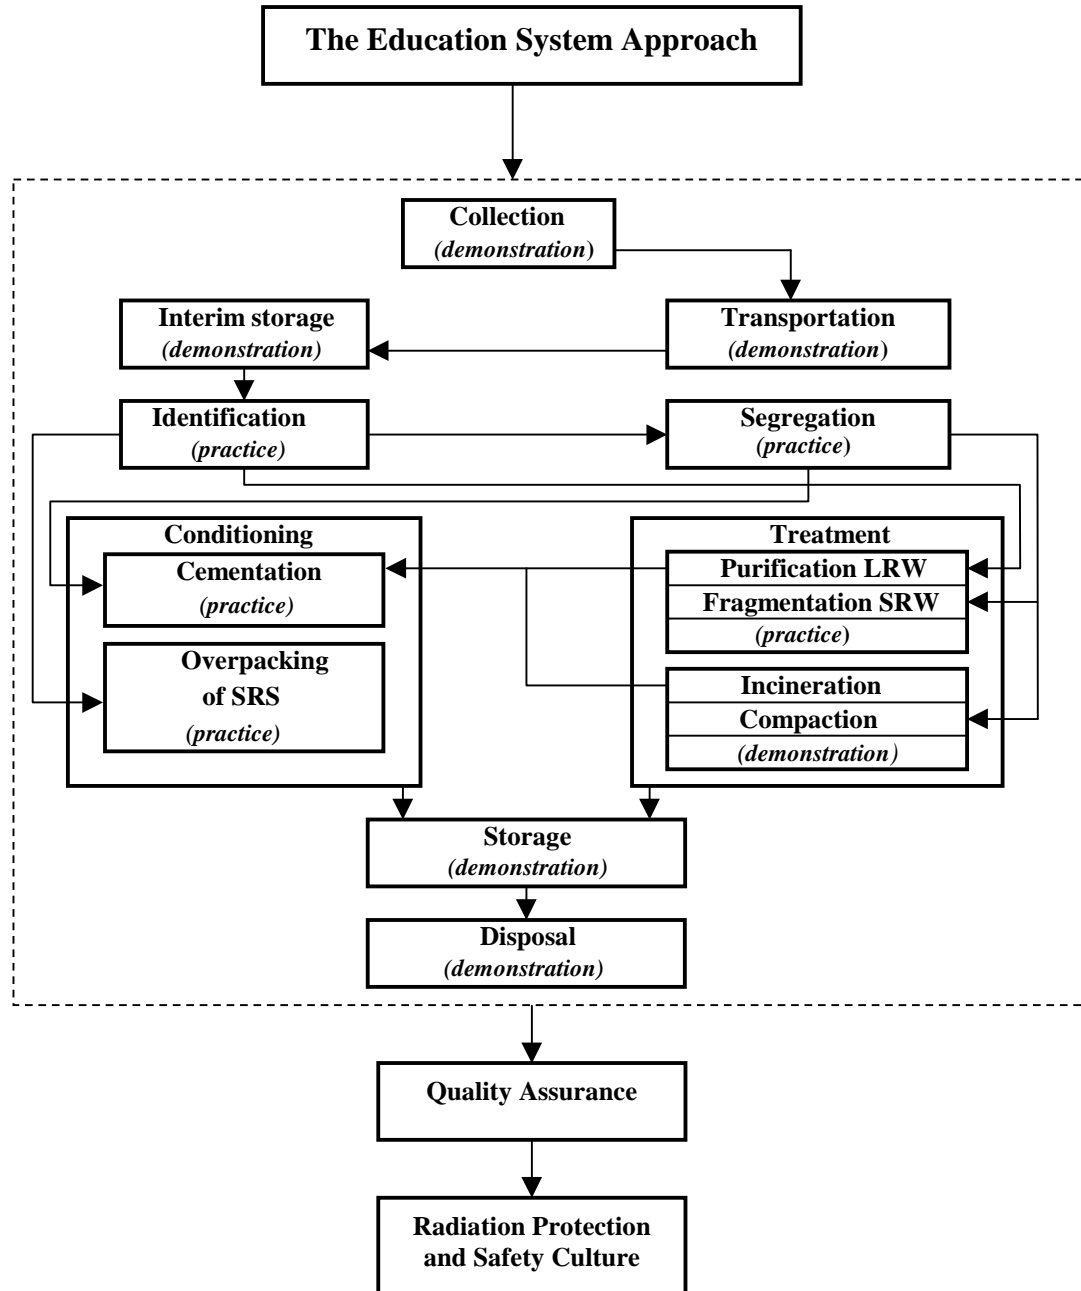 The Education System Approach
Collection
(demonstration)
Interim storage
(demonstration)
Transportation
(demonstration)
Identification
(practice)
Segregation
(practice)
Conditioning
Cementation
(practice)
Overpacking
of SRS
(practice)
Treatment
Purification LRW
Fragmentation SRW
(practice)
Incineration
Compaction
(demonstration)
Storage
(demonstration)
Disposal
(demonstration)
Quality Assurance
Radiation Protection
and Safety Culture